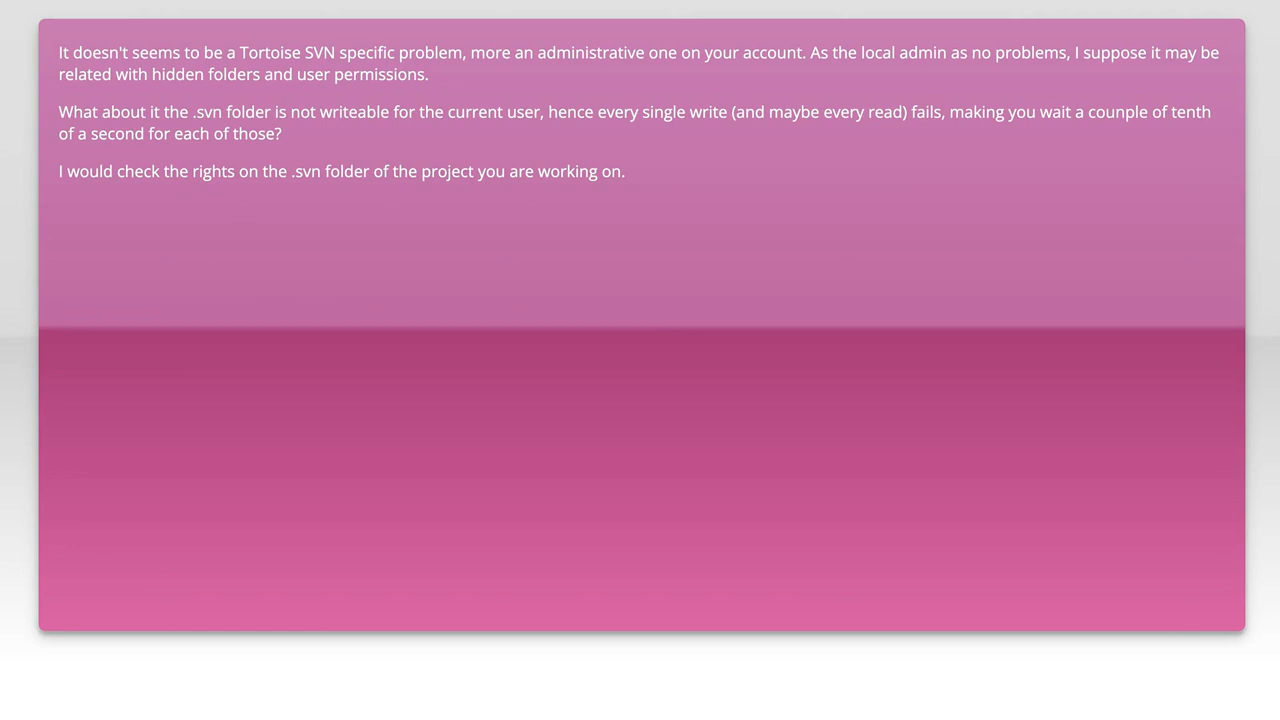 It doesn't seems to be a Tortoise SVN specific problem, more an administrative one on your account. As the local admin as no problems, I suppose it may be
related with hidden folders and user permissions.
What about it the .svn folder is not writeable for the current user, hence every single write (and maybe every read) fails, making you wait a counple of tenth
of a second for each of those?
I would check the rights on the .svn folder of the project you are working on.